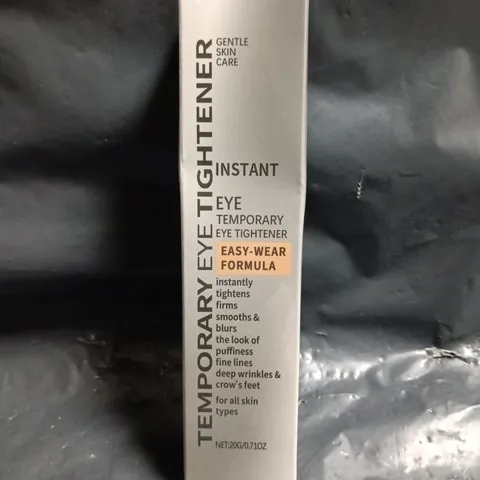 TEMPORARY EYE TIGHTENER
GENTLE
SKIN
CARE
INSTANT
EYE
TEMPORARY
EYE TIGHTENER
EASY-WEAR
FORMULA
instantly
tightens
firms
smooths &
blurs
the look of
puffiness
fine lines
deep wrinkles &
crow's feet
for all skin
types
NET:20G/0.71OZ